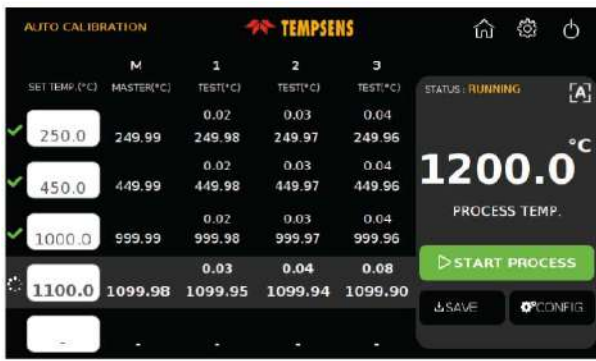 AUTO CALIBRATION
TEMPSENS
M 1 2 3
SET TEMP.(°C) MASTER(°C) TEST(°C) TEST(°C) TEST(°C)
0.02 0.03 0.04
250.0 249.99 249.98 249.97 249.96
0.02 0.03 0.04
450.0 449.99 449.98 449.97 449.96
0.02 0.03 0.04
1000.0 999.99 999.98 999.97 999.96
0.03 0.04 0.08
1100.0 1099.98 1099.95 1099.94 1099.90
- - - - -
STATUS : RUNNING [A]
1200.0 °C
PROCESS TEMP.
START PROCESS
SAVE CONFIG.